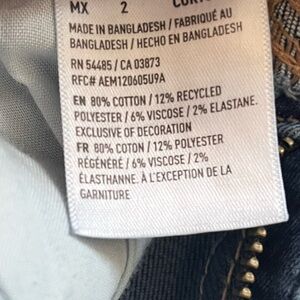 MX 2
MADE IN BANGLADESH / FABRIQUÉ AU
BANGLADESH / HECHO EN BANGLADESH
RN 54485 / CA 03873
RFC# AEM120605U9A
EN 80% COTTON / 12% RECYCLED
POLYESTER / 6% VISCOSE / 2% ELASTANE.
EXCLUSIVE OF DECORATION
FR 80% COTON / 12% POLYESTER
RÉGÉNÉRÉ / 6% VISCOSE / 2%
ÉLASTHANNE. À L'EXCEPTION DE LA
GARNITURE